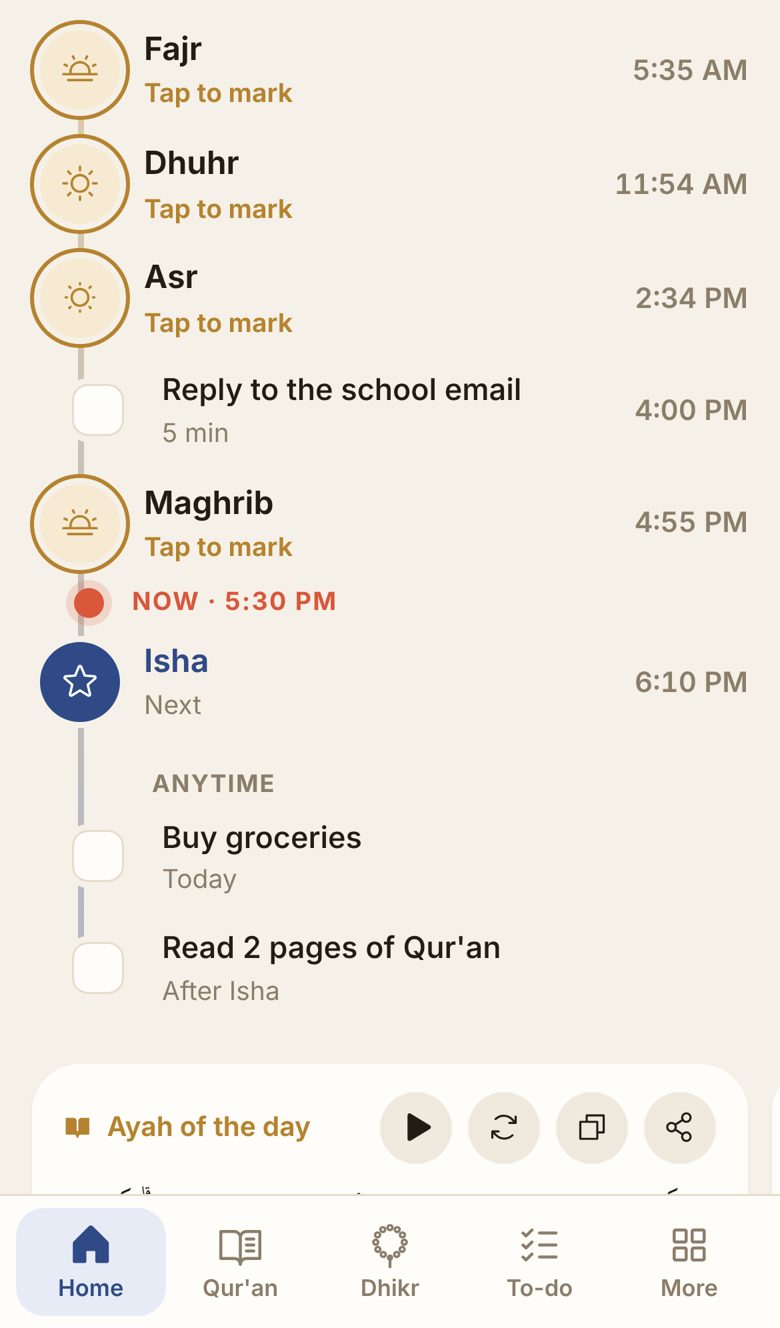 Fajr
Tap to mark
5:35 AM
Dhuhr
Tap to mark
11:54 AM
Asr
Tap to mark
2:34 PM
Reply to the school email
5 min
4:00 PM
Maghrib
Tap to mark
4:55 PM
NOW · 5:30 PM
Isha
Next
6:10 PM
ANYTIME
Buy groceries
Today
Read 2 pages of Qur'an
After Isha
Ayah of the day
Home
Qur'an
Dhikr
To-do
More